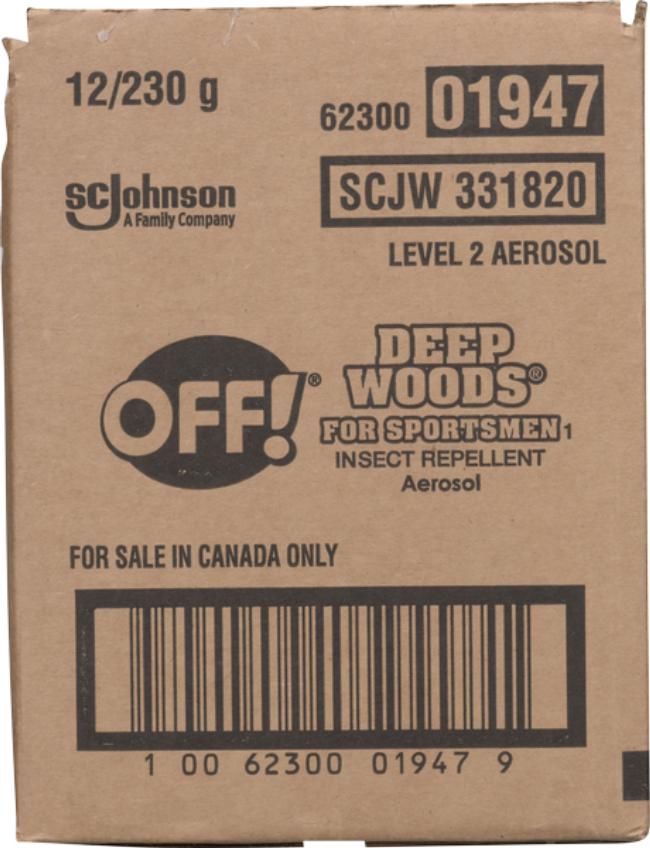 12/230 g
62300 01947
SCJohnson
A Family Company
SCJW 331820
LEVEL 2 AEROSOL
OFF!®
DEEP
WOODS®
FOR SPORTSMEN 1
INSECT REPELLENT
Aerosol
FOR SALE IN CANADA ONLY
1 00 62300 01947 9